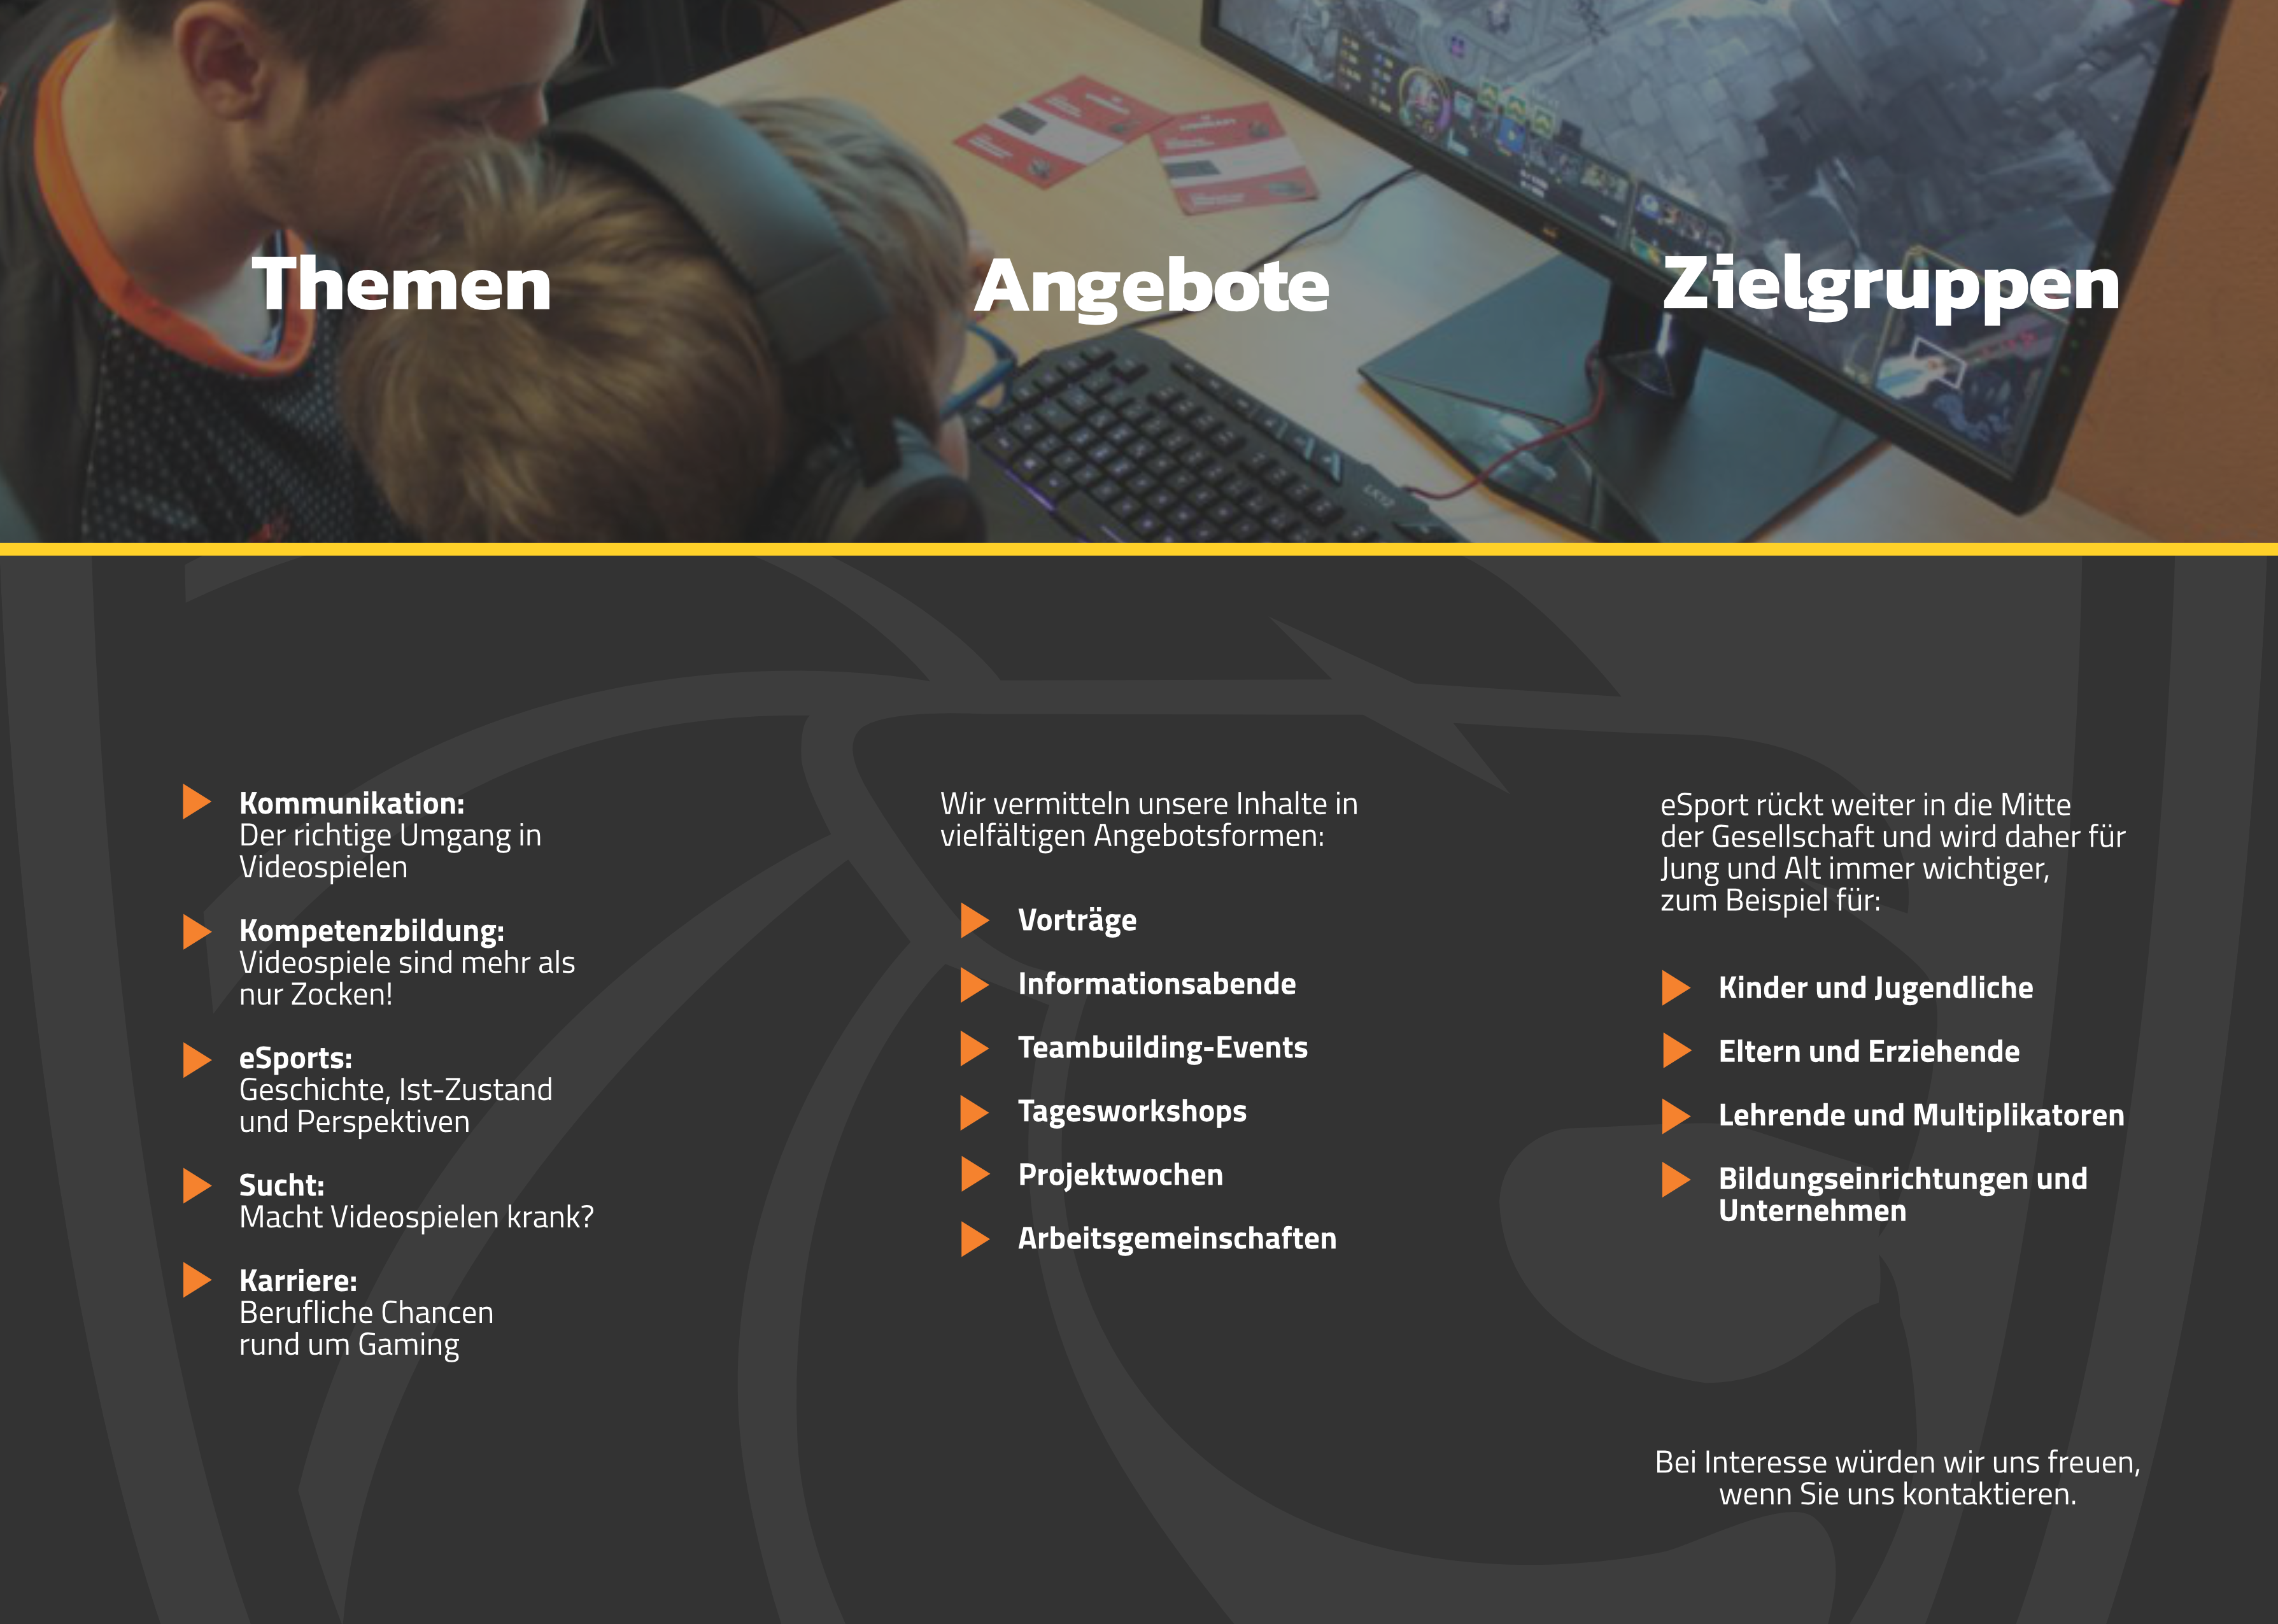 Themen
Angebote
Zielgruppen
Kommunikation:
Der richtige Umgang in
Videospielen
Kompetenzbildung:
Videospiele sind mehr als
nur Zocken!
eSports:
Geschichte, Ist-Zustand
und Perspektiven
Sucht:
Macht Videospielen krank?
Karriere:
Berufliche Chancen
rund um Gaming
Wir vermitteln unsere Inhalte in
vielfältigen Angebotsformen:
Vorträge
Informationsabende
Teambuilding-Events
Tagesworkshops
Projektwochen
Arbeitsgemeinschaften
eSport rückt weiter in die Mitte
der Gesellschaft und wird daher für
Jung und Alt immer wichtiger,
zum Beispiel für:
Kinder und Jugendliche
Eltern und Erziehende
Lehrende und Multiplikatoren
Bildungseinrichtungen und
Unternehmen
Bei Interesse würden wir uns freuen,
wenn Sie uns kontaktieren.